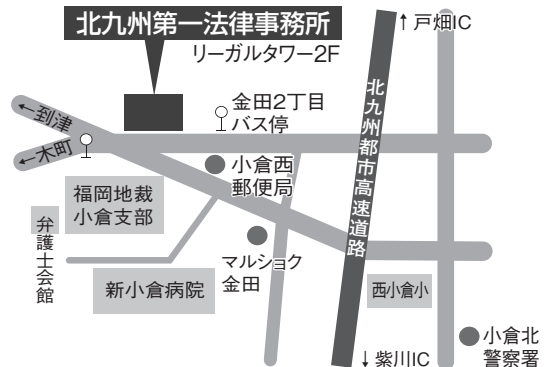 北九州第一法律事務所
リーガルタワー2F
↑戸畑IC
北九州都市高速道路
金田2丁目
バス停
←到津
←木町
小倉西
郵便局
福岡地裁
小倉支部
弁護士会館
マルショク
金田
新小倉病院
西小倉小
小倉北
警察署
↓紫川IC